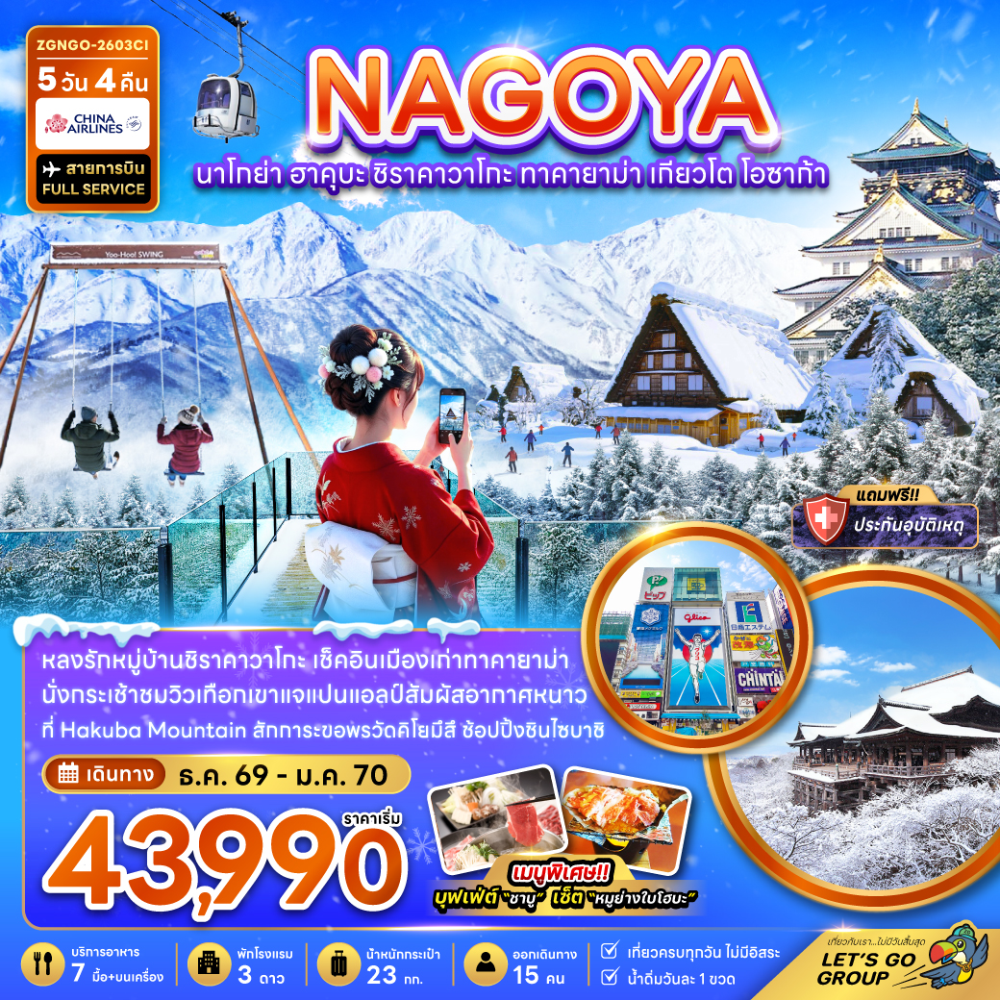 ZGNGO-2603CI
5 วัน 4 คืน
CHINA AIRLINES
สายการบิน
FULL SERVICE
NAGOYA
นาโกย่า ฮาคุบะ ชิราคาวาโกะ ทาคายาม่า เกียวโต โอซาก้า
Yoo-Hoo! SWING
แถมฟรี!!
ประกันอุบัติเหตุ
ピップ
glico
日商エステム
CHINTAI
หลงรักหมู่บ้านชิราคาวาโกะ เช็คอินเมืองเก่าทาคายาม่า
นั่งกระเช้าชมวิวเทือกเขาแจแปนแอลป์สัมผัสอากาศหนาว
ที่ Hakuba Mountain สักการะขอพรวัดคิโยมีสึ ช้อปปิ้งชินไซบาชิ
เดินทาง ธ.ค. 69 - ม.ค. 70
ราคาเริ่ม
43,990
เมนูพิเศษ!!
บุฟเฟ่ต์ "ชาบู" เซ็ต "หมูย่างใบโฮบะ"
บริการอาหาร
7 มื้อ+บนเครื่อง
พักโรงแรม
3 ดาว
น้ำหนักกระเป๋า
23 กก.
ออกเดินทาง
15 คน
เที่ยวครบทุกวัน ไม่มีอิสระ
น้ำดื่มวันละ 1 ขวด
เที่ยวกับเรา...ไม่มีวันสิ้นสุด
LET'S GO
GROUP